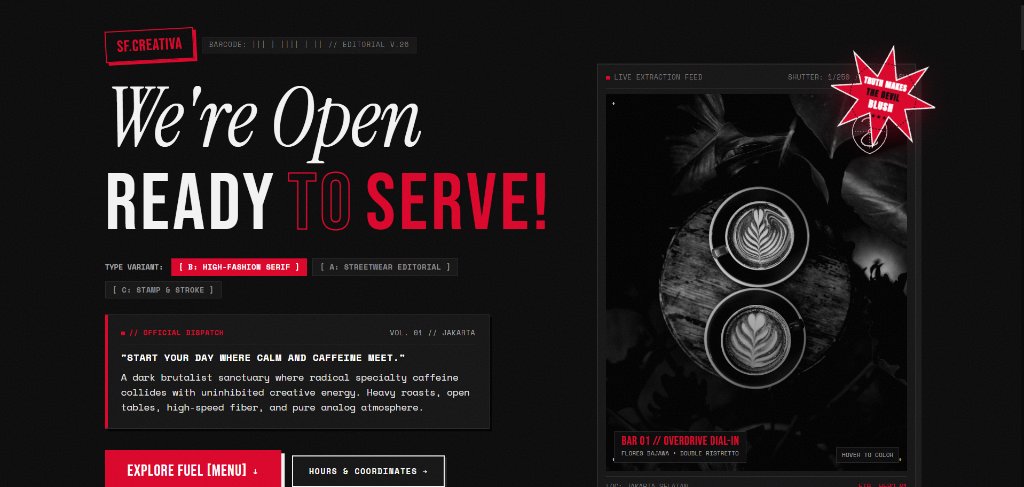 SF.CREATIVA
BARCODE: ||| | |||| | || // EDITORIAL V.26
We're Open
READY TO SERVE!
TYPE VARIANT: [ B: HIGH-FASHION SERIF ] [ A: STREETWEAR EDITORIAL ]
[ C: STAMP & STROKE ]
// OFFICIAL DISPATCH VOL. 01 // JAKARTA
"START YOUR DAY WHERE CALM AND CAFFEINE MEET."
A dark brutalist sanctuary where radical specialty caffeine
collides with uninhibited creative energy. Heavy roasts, open
tables, high-speed fiber, and pure analog atmosphere.
EXPLORE FUEL [MENU] ↓
HOURS & COORDINATES →
LIVE EXTRACTION FEED SHUTTER: 1/250
TRUTH MAKES
THE DEVIL
BLUSH
BAR 01 // OVERDRIVE DIAL-IN
FLORES BAJAWA • DOUBLE RISTRETTO
HOVER TO COLOR
LOC: JAKARTA SELATAN